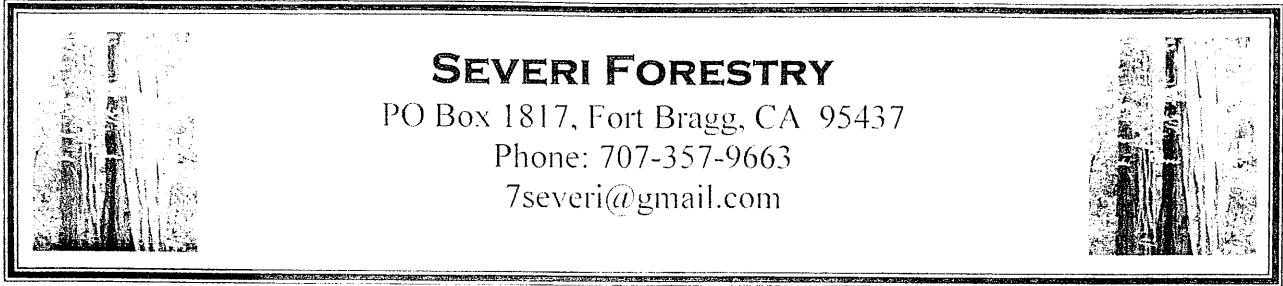 SEVERI FORESTRY
PO Box 1817, Fort Bragg, CA 95437
Phone: 707-357-9663
7severi@gmail.com